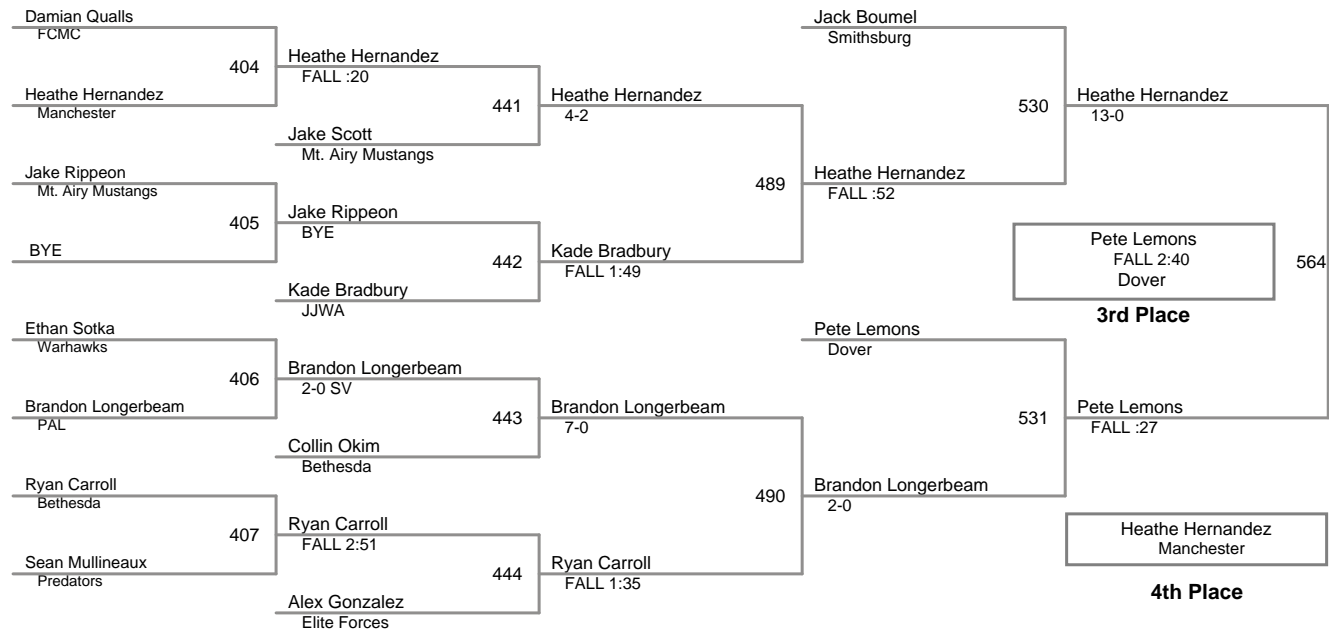 Damian Qualls
FCMC
404
Heathe Hernandez
Manchester
Jake Rippeon
Mt. Airy Mustangs
405
BYE
Ethan Sotka
Warhawks
406
Brandon Longerbeam
PAL
Ryan Carroll
Bethesda
407
Sean Mullineaux
Predators
Heathe Hernandez
FALL :20
441
Jake Scott
Mt. Airy Mustangs
Jake Rippeon
BYE
442
Kade Bradbury
JJWA
Brandon Longerbeam
2-0 SV
443
Collin Okim
Bethesda
Ryan Carroll
FALL 2:51
444
Alex Gonzalez
Elite Forces
Heathe Hernandez
4-2
489
Kade Bradbury
FALL 1:49
Brandon Longerbeam
7-0
490
Ryan Carroll
FALL 1:35
Jack Boumel
Smithsburg
530
Heathe Hernandez
FALL :52
Pete Lemons
Dover
531
Brandon Longerbeam
2-0
Heathe Hernandez
13-0
564
Pete Lemons
FALL :27
Pete Lemons
FALL 2:40
Dover
3rd Place
Heathe Hernandez
Manchester
4th Place